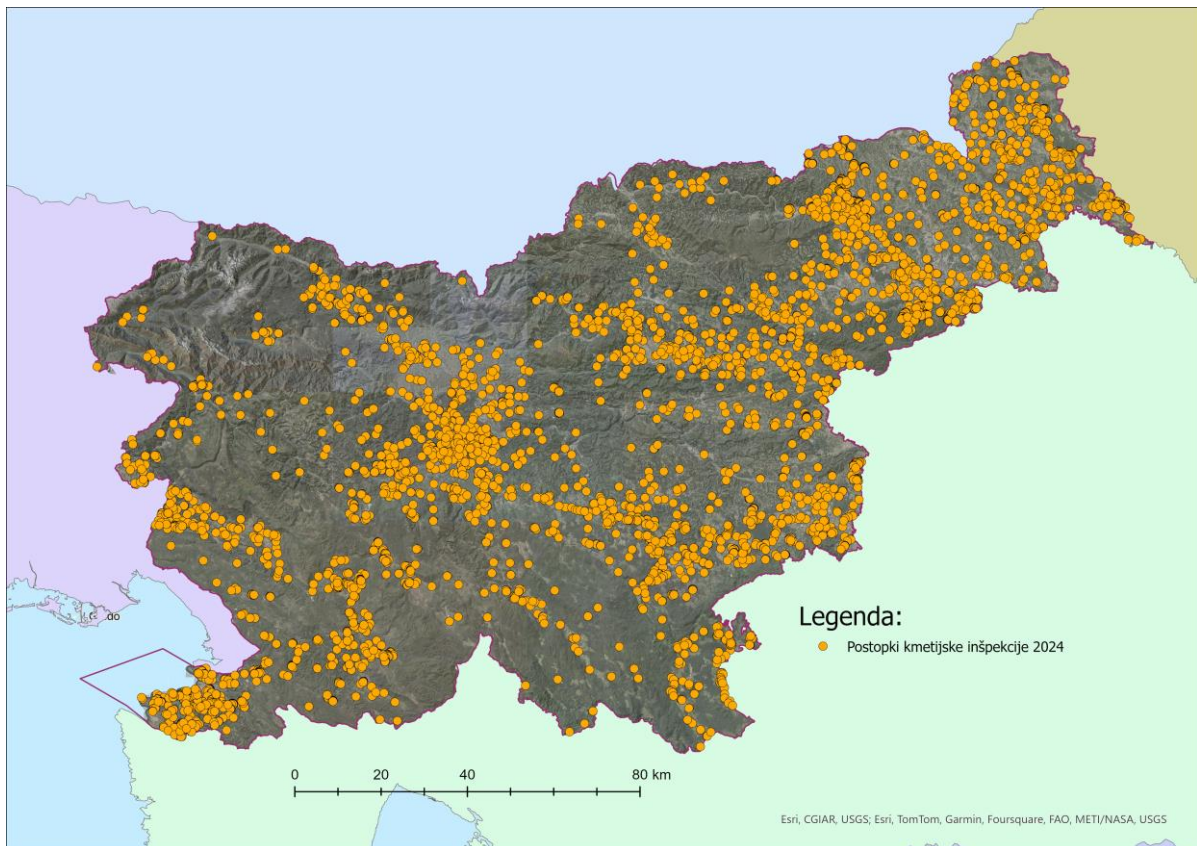 Legenda:
Postopki kmetijske inšpekcije 2024
0 20 40 80 km
Esri, CGIAR, USGS; Esri, TomTom, Garmin, Foursquare, FAO, METI/NASA, USGS